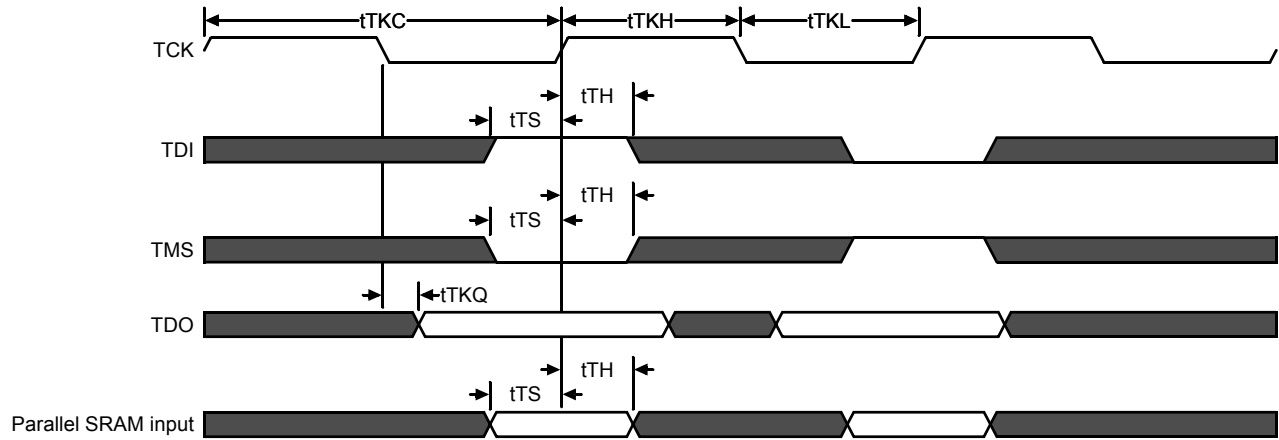 tTKC tTKH tTKL
TCK
tTH
tTS
TDI
tTH
tTS
TMS
tTKQ
TDO
tTH
tTS
Parallel SRAM input